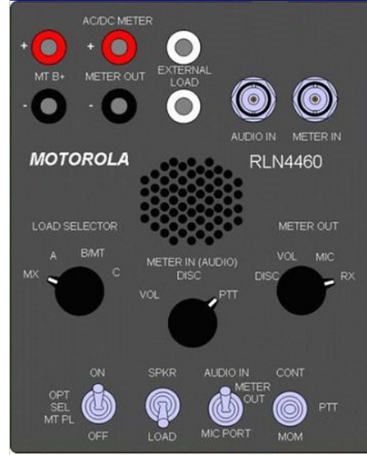 AC/DC METER
+ +
MT B+ METER OUT EXTERNAL LOAD
- -
AUDIO IN METER IN
MOTOROLA RLN4460
LOAD SELECTOR METER OUT
A B/MT
MX C
METER IN (AUDIO)
DISC
VOL PTT
VOL MIC
DISC RX
ON SPKR AUDIO IN CONT
OPT SEL MT PL METER OUT PTT
OFF LOAD MIC PORT MOM